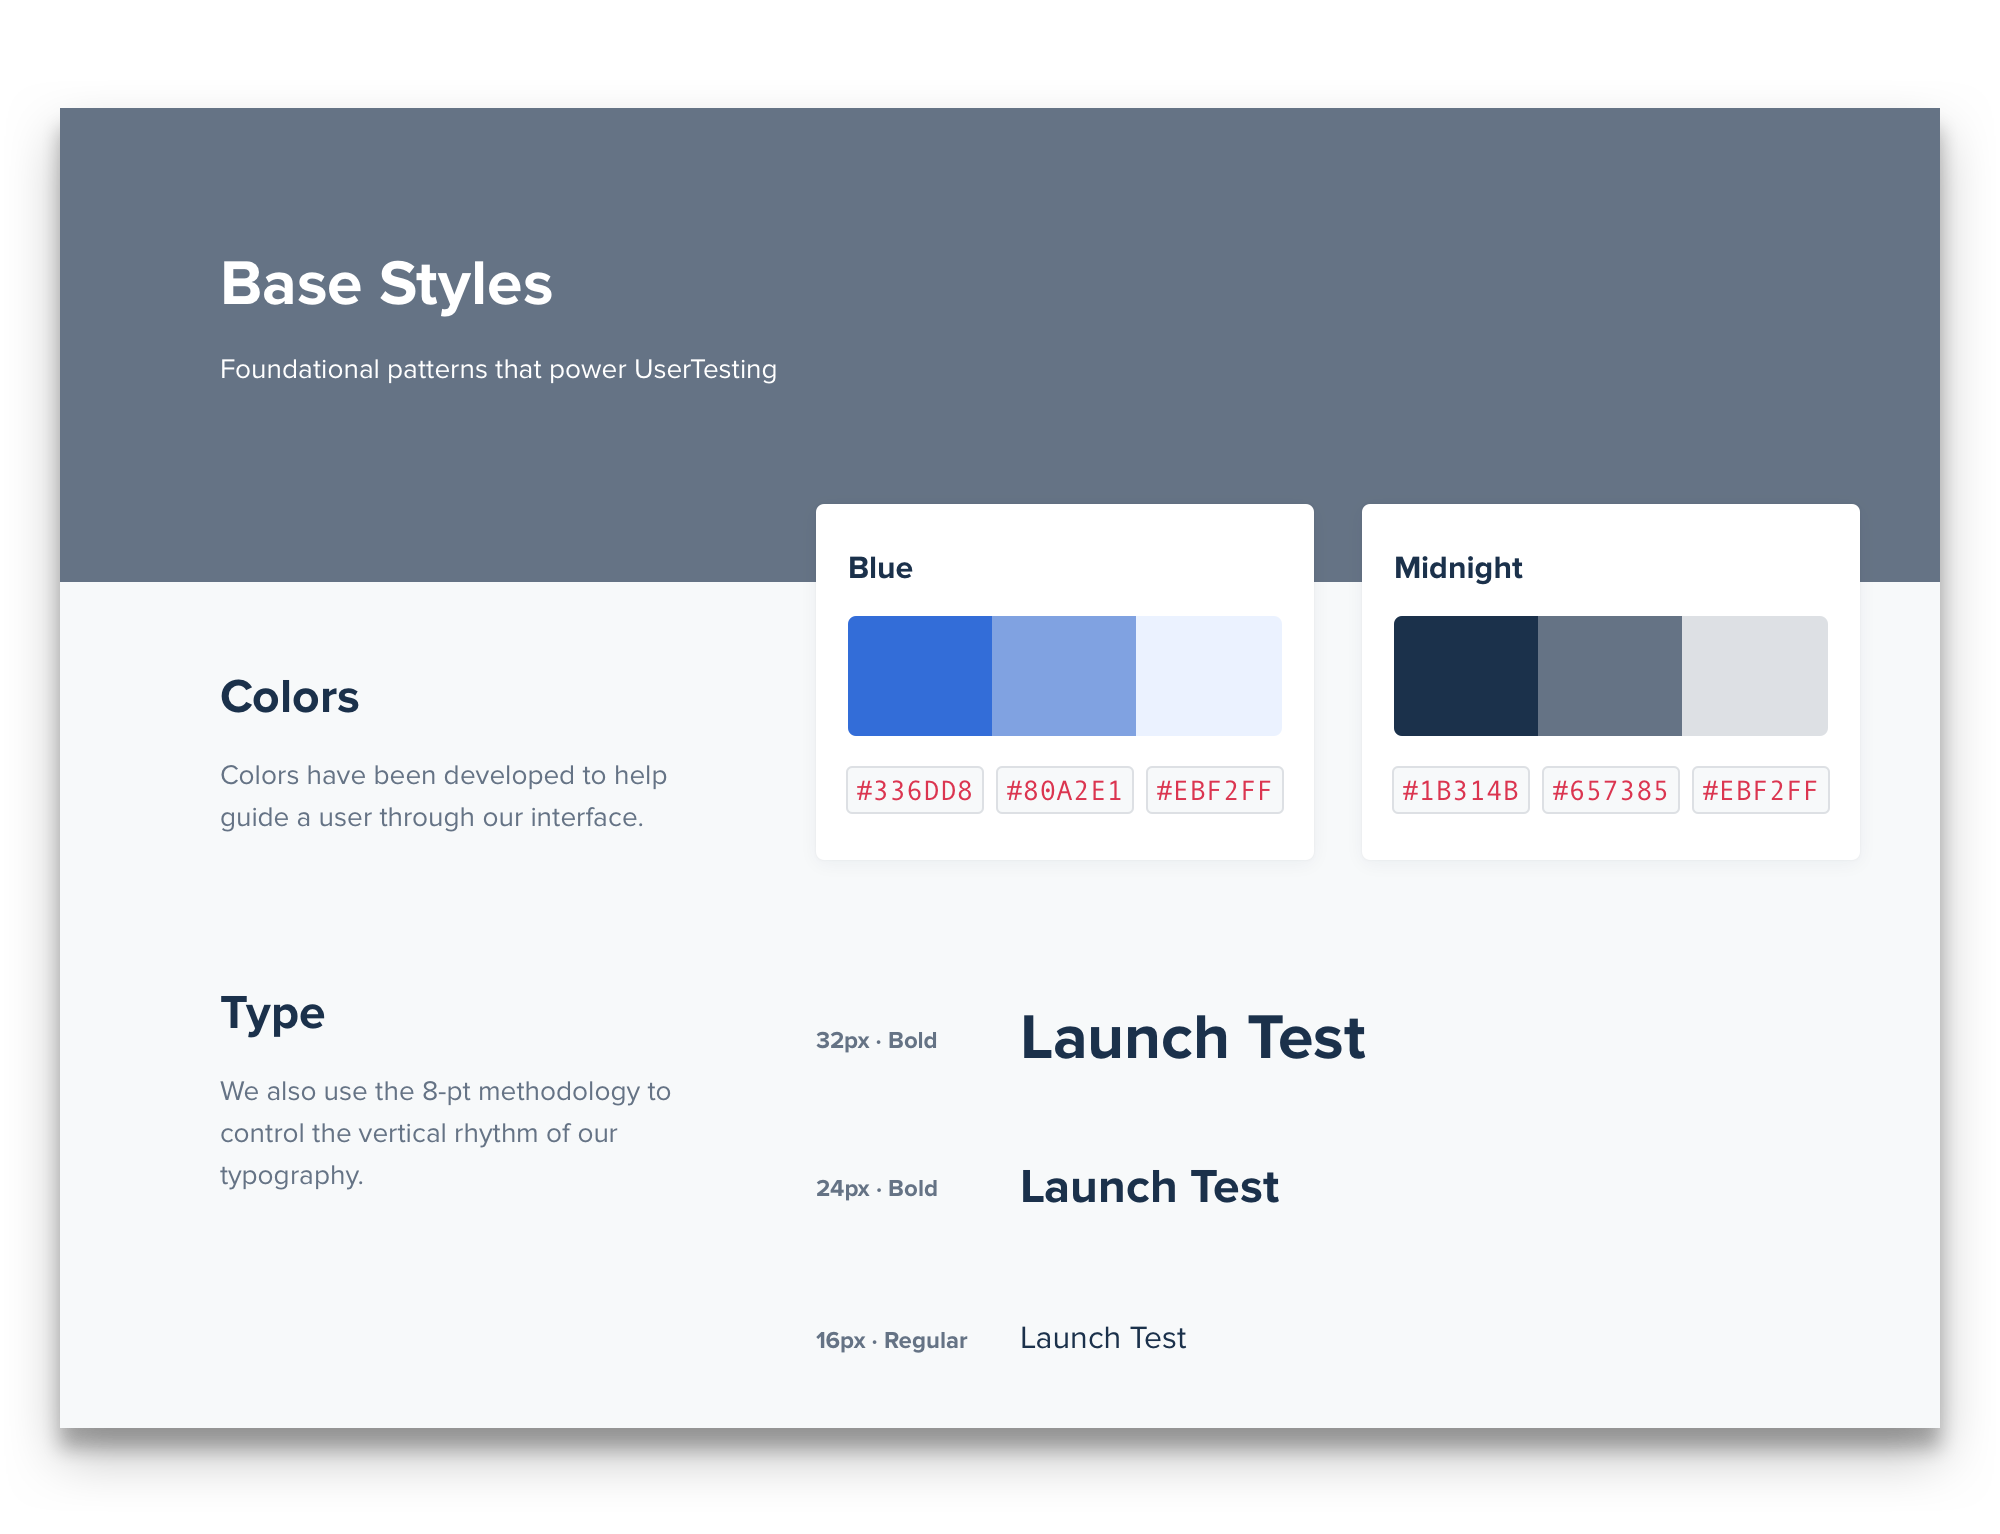 Base Styles
Foundational patterns that power UserTesting
Blue
#336DD8 #80A2E1 #EBF2FF
Midnight
#1B314B #657385 #EBF2FF
Colors
Colors have been developed to help
guide a user through our interface.
Type
We also use the 8-pt methodology to
control the vertical rhythm of our
typography.
32px · Bold Launch Test
24px · Bold Launch Test
16px · Regular Launch Test